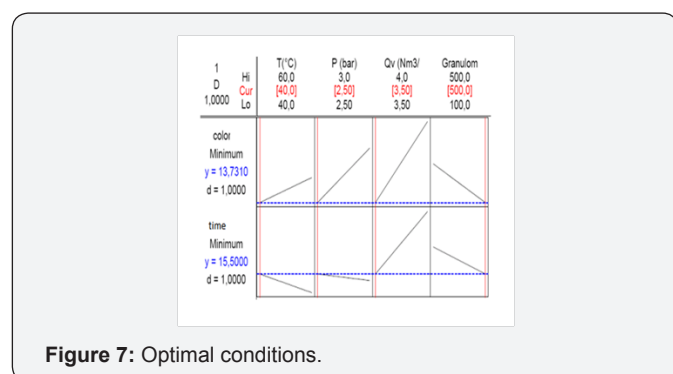 1 T(°C) P (bar) Qv (Nm3/ Granulom
D Hi 60,0 3,0 4,0 500,0
Cur [40,0] [2,50] [3,50] [500,0]
1,0000 Lo 40,0 2,50 3,50 100,0
color
Minimum
y = 13,7310
d = 1,0000
time
Minimum
y = 15,5000
d = 1,0000
Figure 7: Optimal conditions.